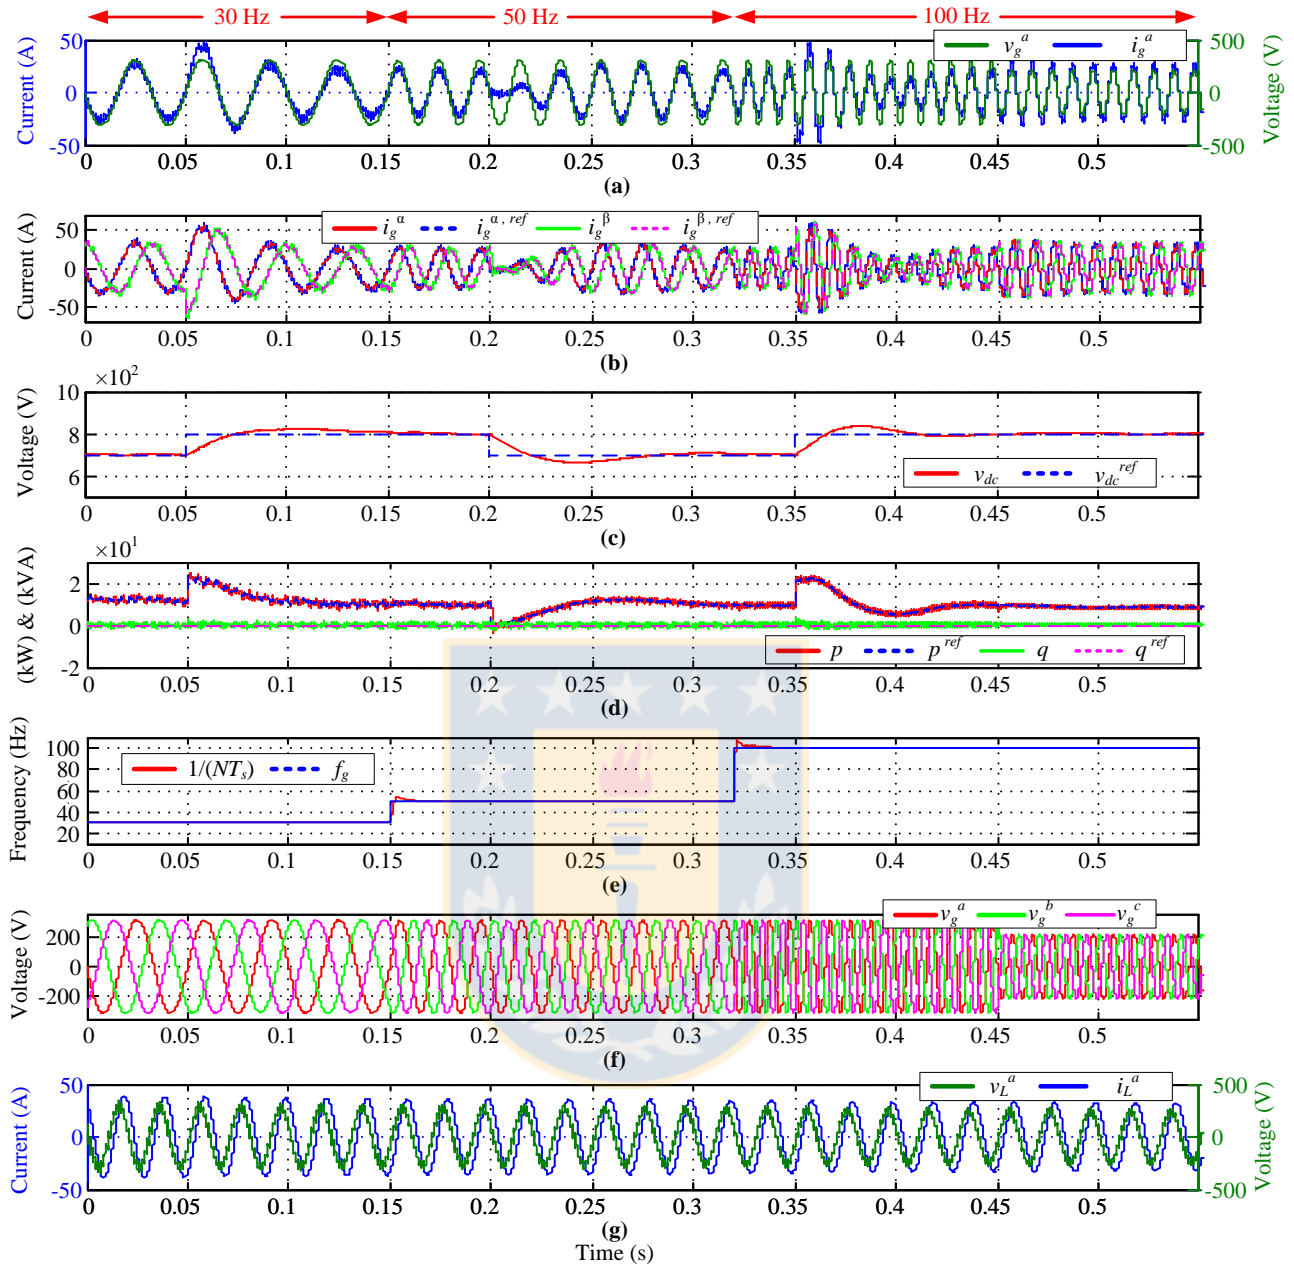 30 Hz 50 Hz 100 Hz
Current (A)
50
0
-50
v_g^a i_g^a
500
0
-500
Voltage (V)
0 0.05 0.1 0.15 0.2 0.25 0.3 0.35 0.4 0.45 0.5
(a)
Current (A)
50
0
-50
i_g^α i_g^{α, ref} i_g^β i_g^{β, ref}
0 0.05 0.1 0.15 0.2 0.25 0.3 0.35 0.4 0.45 0.5
(b)
×10^2
Voltage (V)
10
8
6
v_dc v_dc^ref
0 0.05 0.1 0.15 0.2 0.25 0.3 0.35 0.4 0.45 0.5
(c)
×10^1
(kW) & (kVA)
2
0
-2
p p^ref q q^ref
0 0.05 0.1 0.15 0.2 0.25 0.3 0.35 0.4 0.45 0.5
(d)
Frequency (Hz)
100
80
60
40
20
1/(NT_s) f_g
0 0.05 0.1 0.15 0.2 0.25 0.3 0.35 0.4 0.45 0.5
(e)
Voltage (V)
200
0
-200
v_g^a v_g^b v_g^c
0 0.05 0.1 0.15 0.2 0.25 0.3 0.35 0.4 0.45 0.5
(f)
Current (A)
50
0
-50
v_L^a i_L^a
500
0
-500
Voltage (V)
0 0.05 0.1 0.15 0.2 0.25 0.3 0.35 0.4 0.45 0.5
(g)
Time (s)